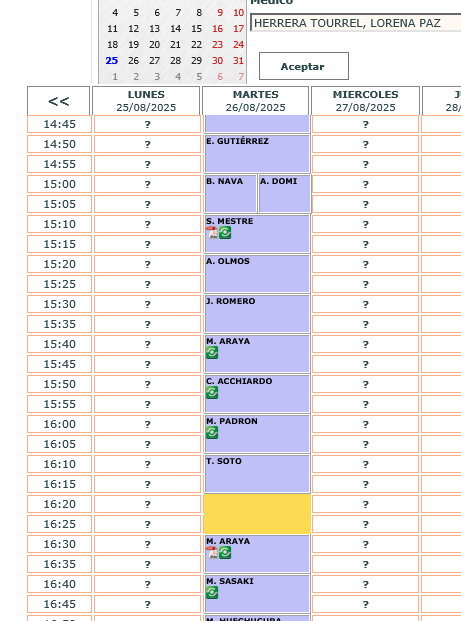 Médico
4 5 6 7 8 9 10
11 12 13 14 15 16 17
18 19 20 21 22 23 24
25 26 27 28 29 30 31
1 2 3 4 5 6 7
HERRERA TOURREL, LORENA PAZ
Aceptar
<< LUNES 25/08/2025 MARTES 26/08/2025 MIERCOLES 27/08/2025 28/
14:45 ? ?
14:50 ? E. GUTIÉRREZ ?
14:55 ? ?
15:00 ? B. NAVA A. DOMI ?
15:05 ? ?
15:10 ? S. MESTRE ?
15:15 ? ?
15:20 ? A. OLMOS ?
15:25 ? ?
15:30 ? J. ROMERO ?
15:35 ? ?
15:40 ? M. ARAYA ?
15:45 ? ?
15:50 ? C. ACCHIARDO ?
15:55 ? ?
16:00 ? M. PADRON ?
16:05 ? ?
16:10 ? T. SOTO ?
16:15 ? ?
16:20 ? ?
16:25 ? ?
16:30 ? M. ARAYA ?
16:35 ? ?
16:40 ? M. SASAKI ?
16:45 ? ?
M. HUECHUCURA